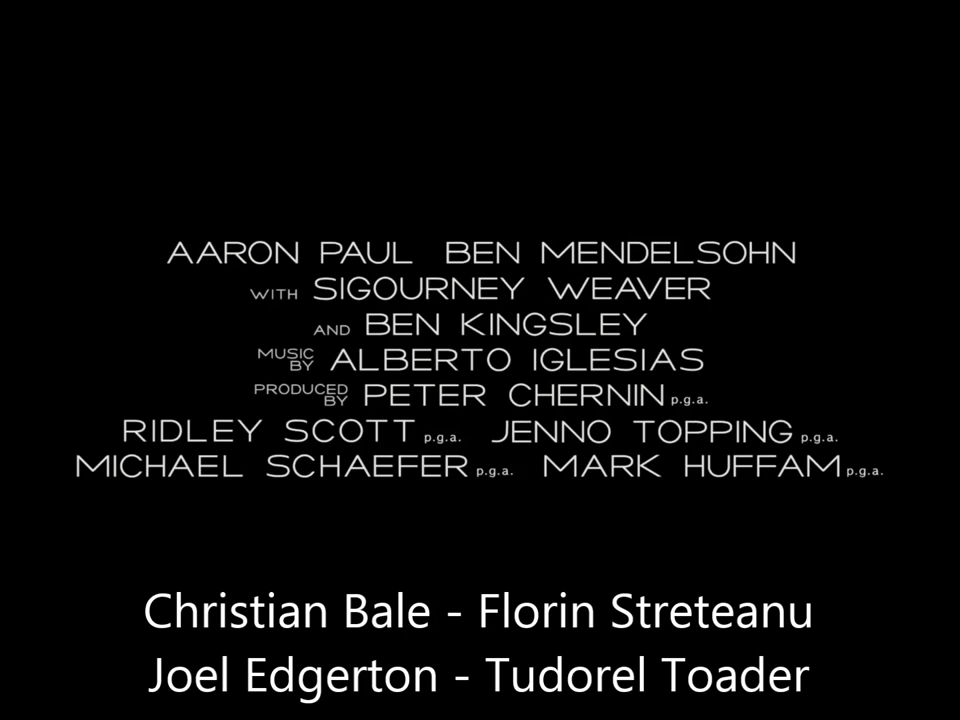 AARON PAUL BEN MENDELSOHN
WITH SIGOURNEY WEAVER
AND BEN KINGSLEY
MUSIC BY ALBERTO IGLESIAS
PRODUCED BY PETER CHERNIN p.g.a.
RIDLEY SCOTT p.g.a. JENNO TOPPING p.g.a.
MICHAEL SCHAEFER p.g.a. MARK HUFFAM p.g.a.
Christian Bale - Florin Streteanu
Joel Edgerton - Tudorel Toader